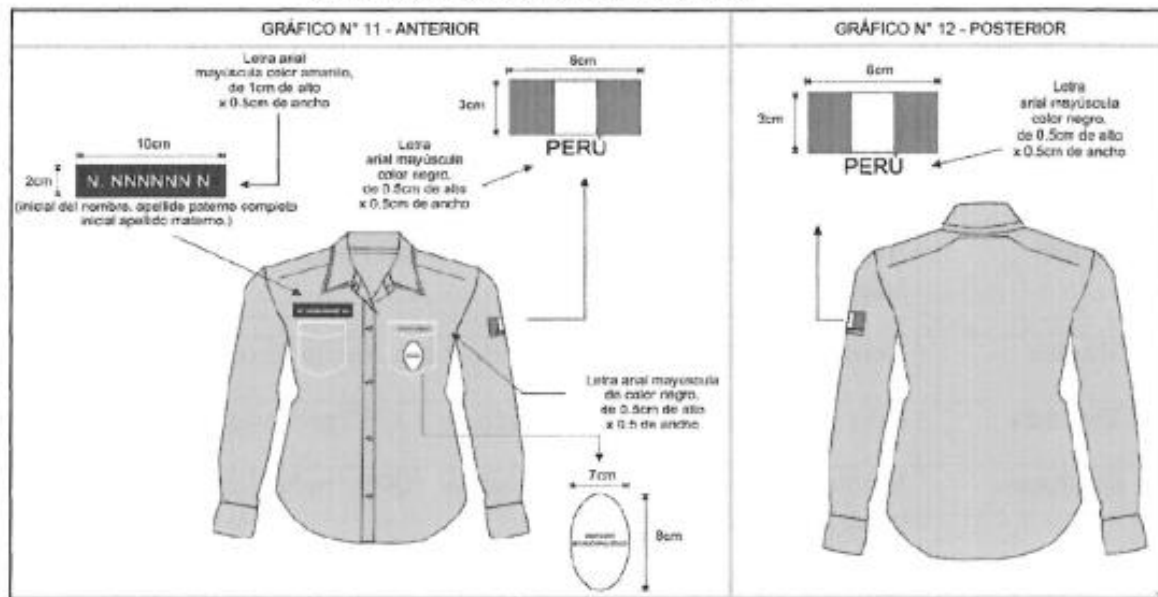 GRÁFICO N° 11 - ANTERIOR
Letra arial
mayúscula color amarillo,
de 1cm de alto
x 0.5cm de ancho
10cm
2cm
N. NNNNNN N
(inicial del nombre, apellido paterno completo
inicial apellido materno.)
6cm
3cm
PERÚ
Letra
arial mayúscula
color negro,
de 0.5cm de alto
x 0.5cm de ancho
Letra arial mayúscula
de color negro,
de 0.5cm de alto
x 0.5 de ancho
7cm
8cm
GRÁFICO N° 12 - POSTERIOR
6cm
3cm
PERÚ
Letra
arial mayúscula
color negro,
de 0.5cm de alto
x 0.5cm de ancho